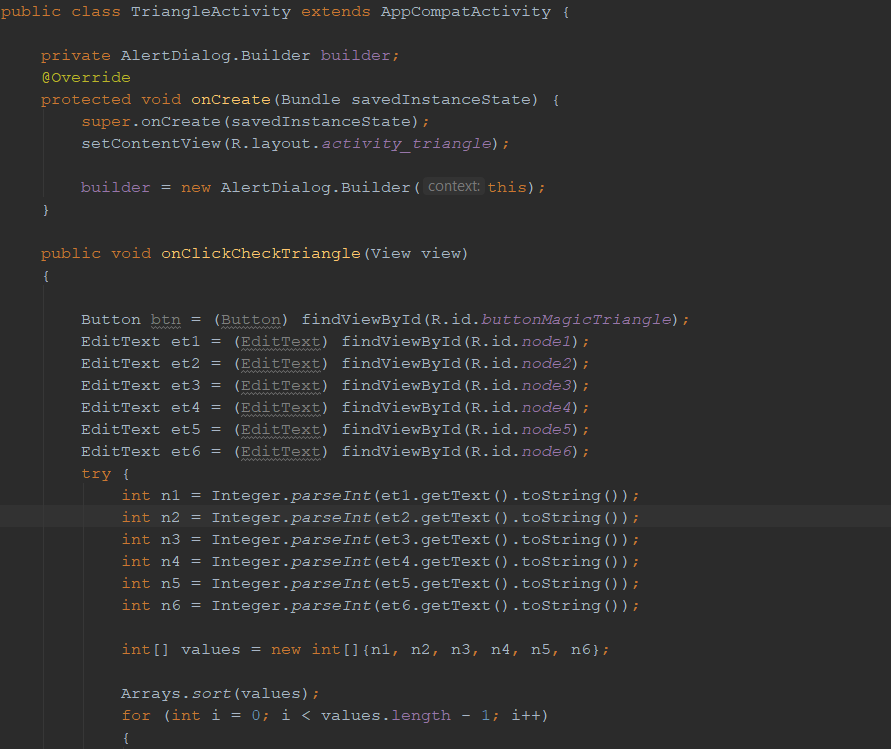 public class TriangleActivity extends AppCompatActivity {
private AlertDialog.Builder builder;
@Override
protected void onCreate(Bundle savedInstanceState) {
super.onCreate(savedInstanceState);
setContentView(R.layout.activity_triangle);
builder = new AlertDialog.Builder( context: this);
}
public void onClickCheckTriangle(View view)
{
Button btn = (Button) findViewById(R.id.buttonMagicTriangle);
EditText et1 = (EditText) findViewById(R.id.node1);
EditText et2 = (EditText) findViewById(R.id.node2);
EditText et3 = (EditText) findViewById(R.id.node3);
EditText et4 = (EditText) findViewById(R.id.node4);
EditText et5 = (EditText) findViewById(R.id.node5);
EditText et6 = (EditText) findViewById(R.id.node6);
try {
int n1 = Integer.parseInt(et1.getText().toString());
int n2 = Integer.parseInt(et2.getText().toString());
int n3 = Integer.parseInt(et3.getText().toString());
int n4 = Integer.parseInt(et4.getText().toString());
int n5 = Integer.parseInt(et5.getText().toString());
int n6 = Integer.parseInt(et6.getText().toString());
int[] values = new int[]{n1, n2, n3, n4, n5, n6};
Arrays.sort(values);
for (int i = 0; i < values.length - 1; i++)
{